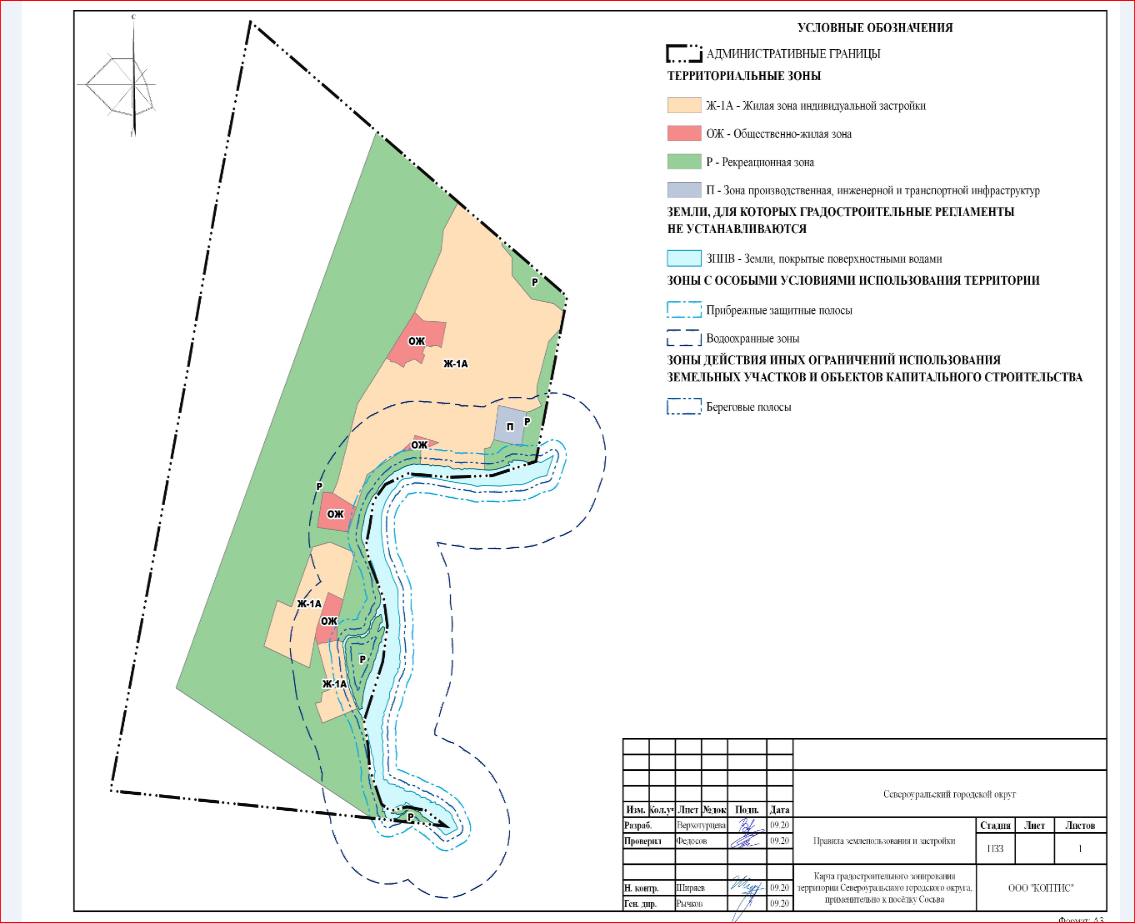 С
УСЛОВНЫЕ ОБОЗНАЧЕНИЯ
АДМИНИСТРАТИВНЫЕ ГРАНИЦЫ
ТЕРРИТОРИАЛЬНЫЕ ЗОНЫ
Ж-1А - Жилая зона индивидуальной застройки
ОЖ - Общественно-жилая зона
Р - Рекреационная зона
П - Зона производственная, инженерной и транспортной инфраструктур
ЗЕМЛИ, ДЛЯ КОТОРЫХ ГРАДОСТРОИТЕЛЬНЫЕ РЕГЛАМЕНТЫ
НЕ УСТАНАВЛИВАЮТСЯ
ЗППВ - Земли, покрытые поверхностными водами
ЗОНЫ С ОСОБЫМИ УСЛОВИЯМИ ИСПОЛЬЗОВАНИЯ ТЕРРИТОРИИ
Прибрежные защитные полосы
Водоохранные зоны
ЗОНЫ ДЕЙСТВИЯ ИНЫХ ОГРАНИЧЕНИЙ ИСПОЛЬЗОВАНИЯ
ЗЕМЕЛЬНЫХ УЧАСТКОВ И ОБЪЕКТОВ КАПИТАЛЬНОГО СТРОИТЕЛЬСТВА
Береговые полосы
Р
ОЖ
Ж-1А
П
Р
ОЖ
Р
ОЖ
Ж-1А
ОЖ
Р
Ж-1А
Р
Североуральский городской округ
Изм. Кол.уч Лист №док Подп. Дата
Разраб. Верхотурцева 09.20
Проверил Федосов 09.20
Правила землепользования и застройки
Стадия Лист Листов
ПЗЗ 1
Н. контр. Ширяев 09.20
Ген. дир. Рычков 09.20
Карта градостроительного зонирования
территории Североуральского городского округа,
применительно к посёлку Сосьва
ООО "КОПТИС"
Формат: А3